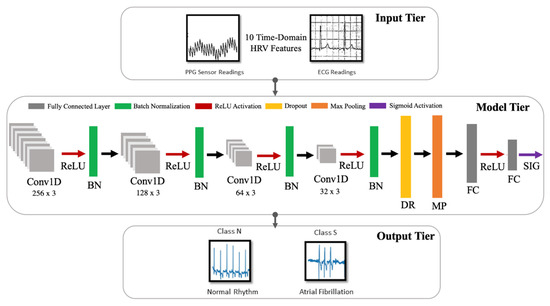 Input Tier
10 Time-Domain
HRV Features
PPG Sensor Readings
ECG Readings
Fully Connected Layer
Batch Normalization
ReLU Activation
Dropout
Max Pooling
Sigmoid Activation
Model Tier
Conv1D
256 x 3
ReLU
BN
Conv1D
128 x 3
ReLU
BN
Conv1D
64 x 3
ReLU
BN
Conv1D
32 x 3
ReLU
BN
DR
MP
FC
ReLU
FC
SIG
Output Tier
Class N
Class S
Normal Rhythm
Atrial Fibrillation